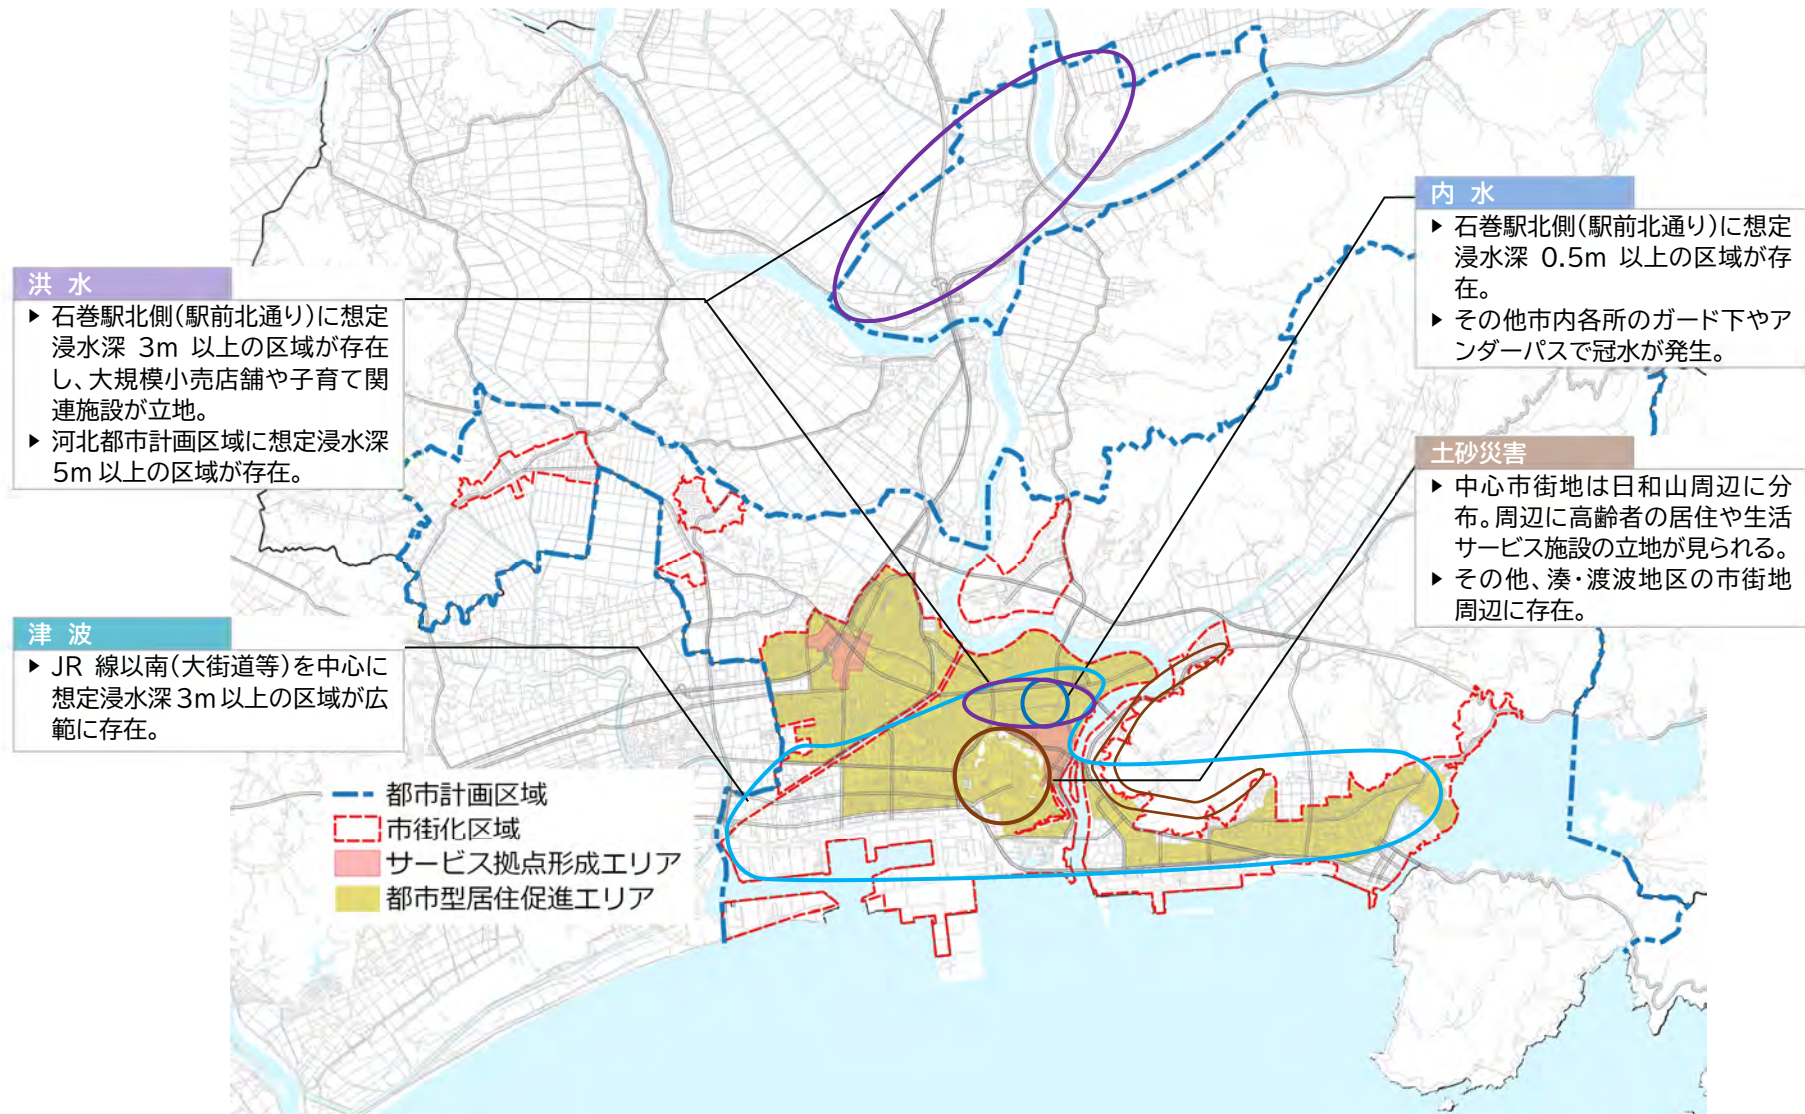 洪 水
▶ 石巻駅北側(駅前北通り)に想定
浸水深 3m 以上の区域が存在
し、大規模小売店舗や子育て関
連施設が立地。
▶ 河北都市計画区域に想定浸水深
5m 以上の区域が存在。
津 波
▶ JR 線以南(大街道等)を中心に
想定浸水深3m以上の区域が広
範に存在。
内 水
▶ 石巻駅北側(駅前北通り)に想定
浸水深 0.5m 以上の区域が存
在。
▶ その他市内各所のガード下やア
ンダーパスで冠水が発生。
土砂災害
▶ 中心市街地は日和山周辺に分
布。周辺に高齢者の居住や生活
サービス施設の立地が見られる。
▶ その他、湊・渡波地区の市街地
周辺に存在。
都市計画区域
市街化区域
サービス拠点形成エリア
都市型居住促進エリア